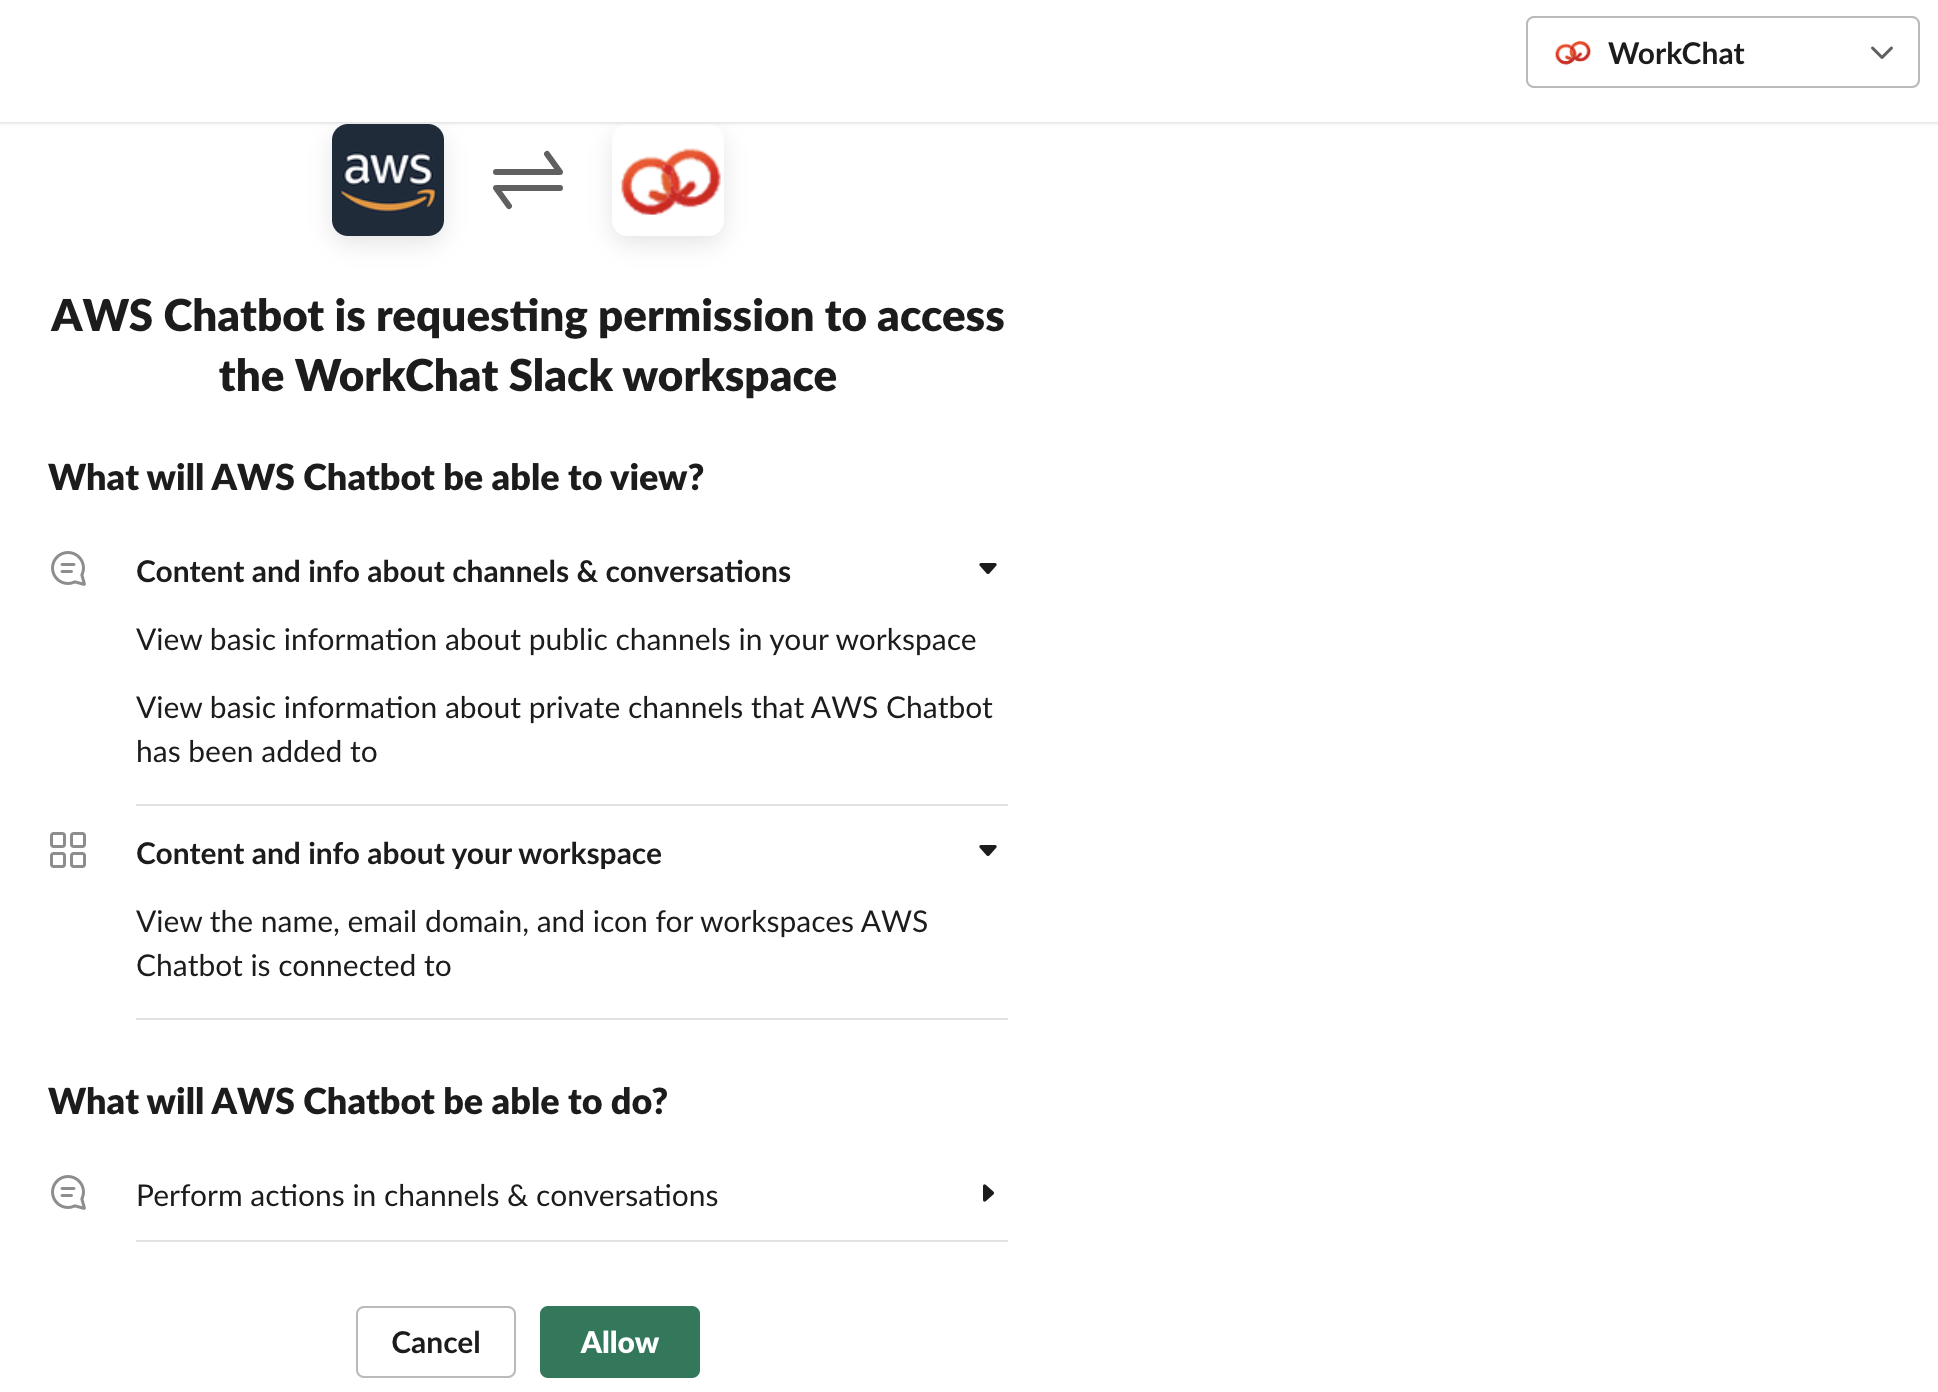 WorkChat
aws
AWS Chatbot is requesting permission to access
the WorkChat Slack workspace
What will AWS Chatbot be able to view?
Content and info about channels & conversations
View basic information about public channels in your workspace
View basic information about private channels that AWS Chatbot
has been added to
Content and info about your workspace
View the name, email domain, and icon for workspaces AWS
Chatbot is connected to
What will AWS Chatbot be able to do?
Perform actions in channels & conversations
Cancel
Allow